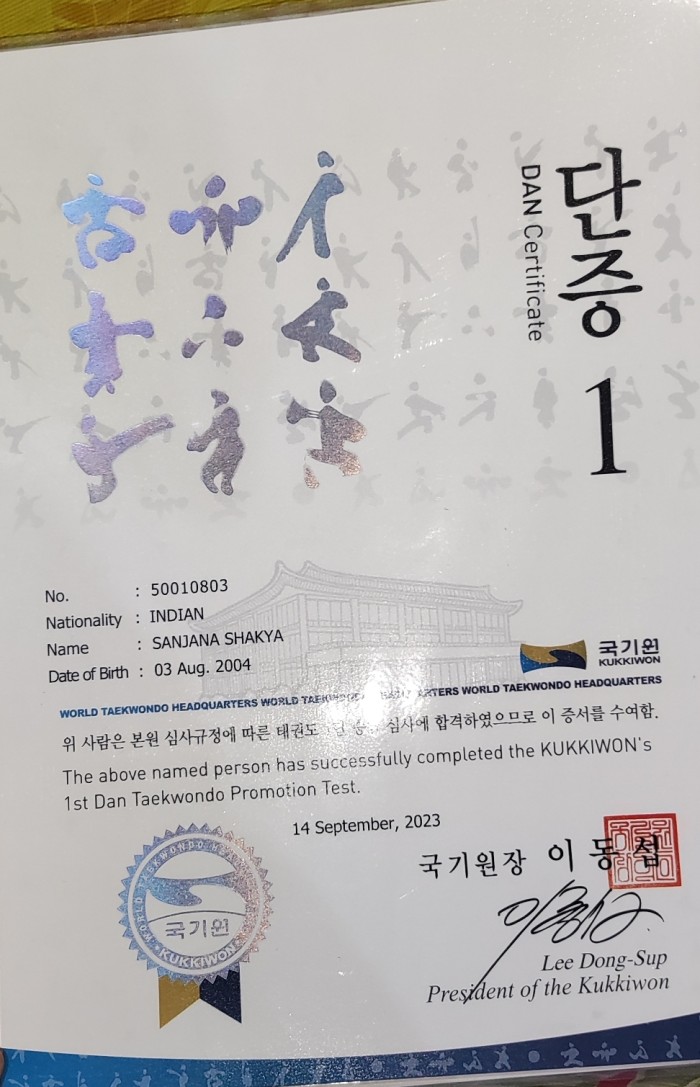 단증
DAN Certificate
1
No. : 50010803
Nationality : INDIAN
Name : SANJANA SHAKYA
Date of Birth : 03 Aug. 2004
국기원
KUKKIWON
WORLD TAEKWONDO HEADQUARTERS WORLD TAEKWONDO HEADQUARTERS WORLD TAEKWONDO HEADQUARTERS
위 사람은 본원 심사규정에 따른 태권도 심사에 합격하였으므로 이 증서를 수여함.
The above named person has successfully completed the KUKKIWON's
1st Dan Taekwondo Promotion Test.
14 September, 2023
국기원장 이동섭
Lee Dong-Sup
President of the Kukkiwon
국기원
KUKKIWON